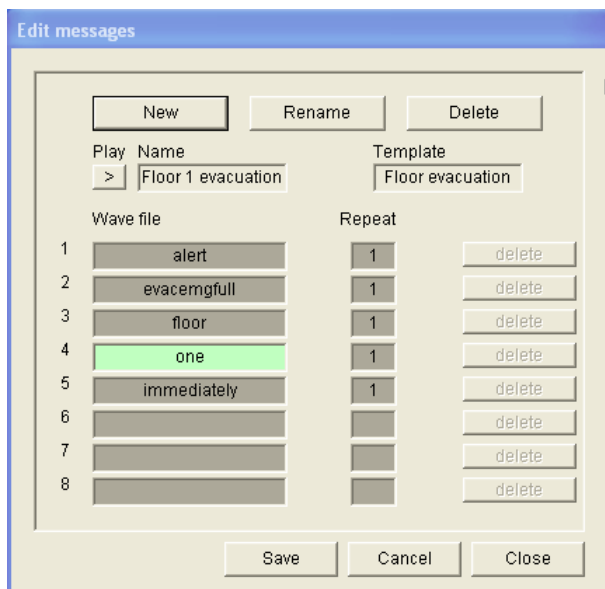 Edit messages
New Rename Delete
Play Name Template
> Floor 1 evacuation Floor evacuation
Wave file Repeat
1 alert 1 delete
2 evacemgfull 1 delete
3 floor 1 delete
4 one 1 delete
5 immediately 1 delete
6 delete
7 delete
8 delete
Save Cancel Close